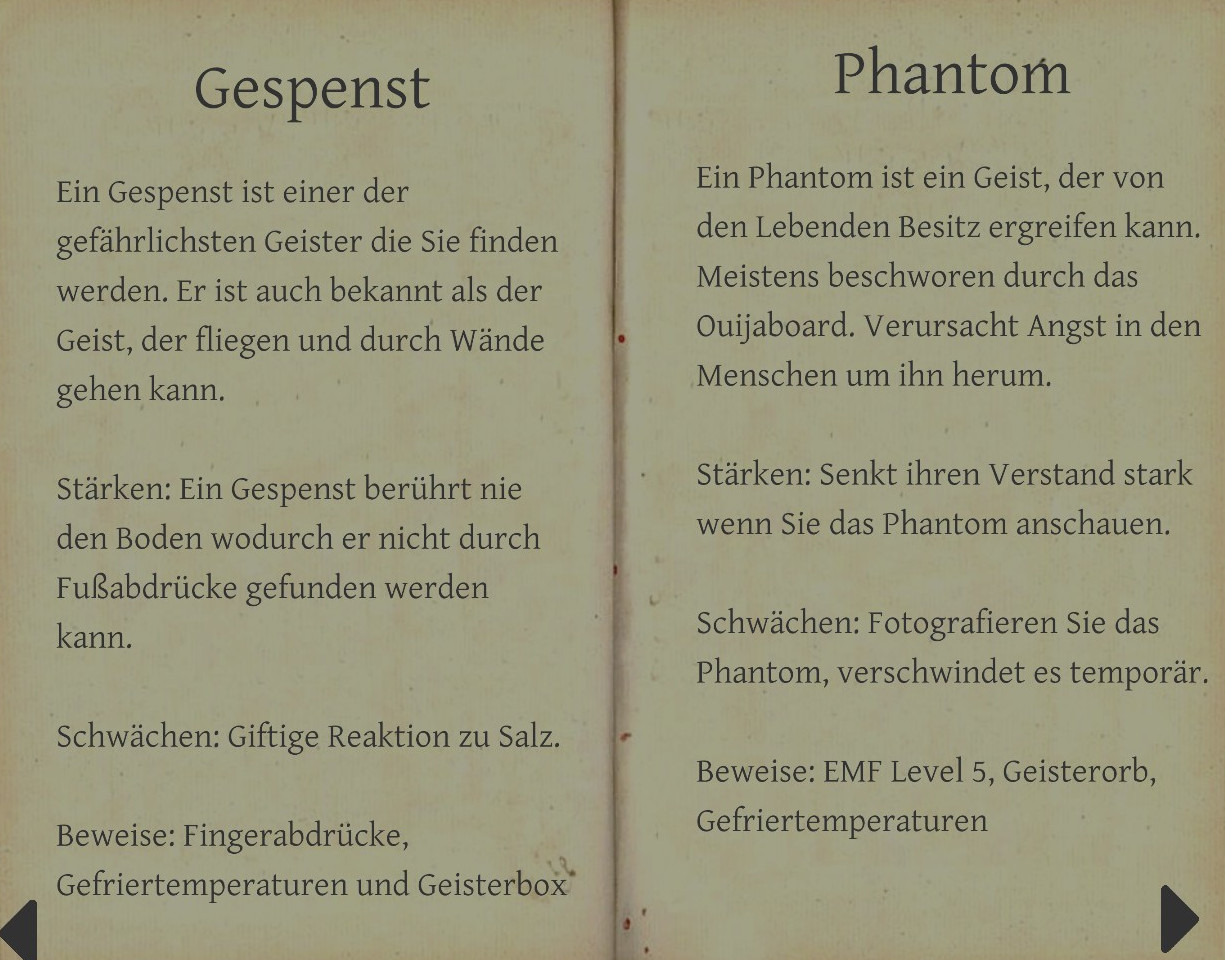 Gespenst
Ein Gespenst ist einer der
gefährlichsten Geister die Sie finden
werden. Er ist auch bekannt als der
Geist, der fliegen und durch Wände
gehen kann.
Stärken: Ein Gespenst berührt nie
den Boden wodurch er nicht durch
Fußabdrücke gefunden werden
kann.
Schwächen: Giftige Reaktion zu Salz.
Beweise: Fingerabdrücke,
Gefriertemperaturen und Geisterbox
Phantom
Ein Phantom ist ein Geist, der von
den Lebenden Besitz ergreifen kann.
Meistens beschworen durch das
Ouijaboard. Verursacht Angst in den
Menschen um ihn herum.
Stärken: Senkt ihren Verstand stark
wenn Sie das Phantom anschauen.
Schwächen: Fotografieren Sie das
Phantom, verschwindet es temporär.
Beweise: EMF Level 5, Geisterorb,
Gefriertemperaturen